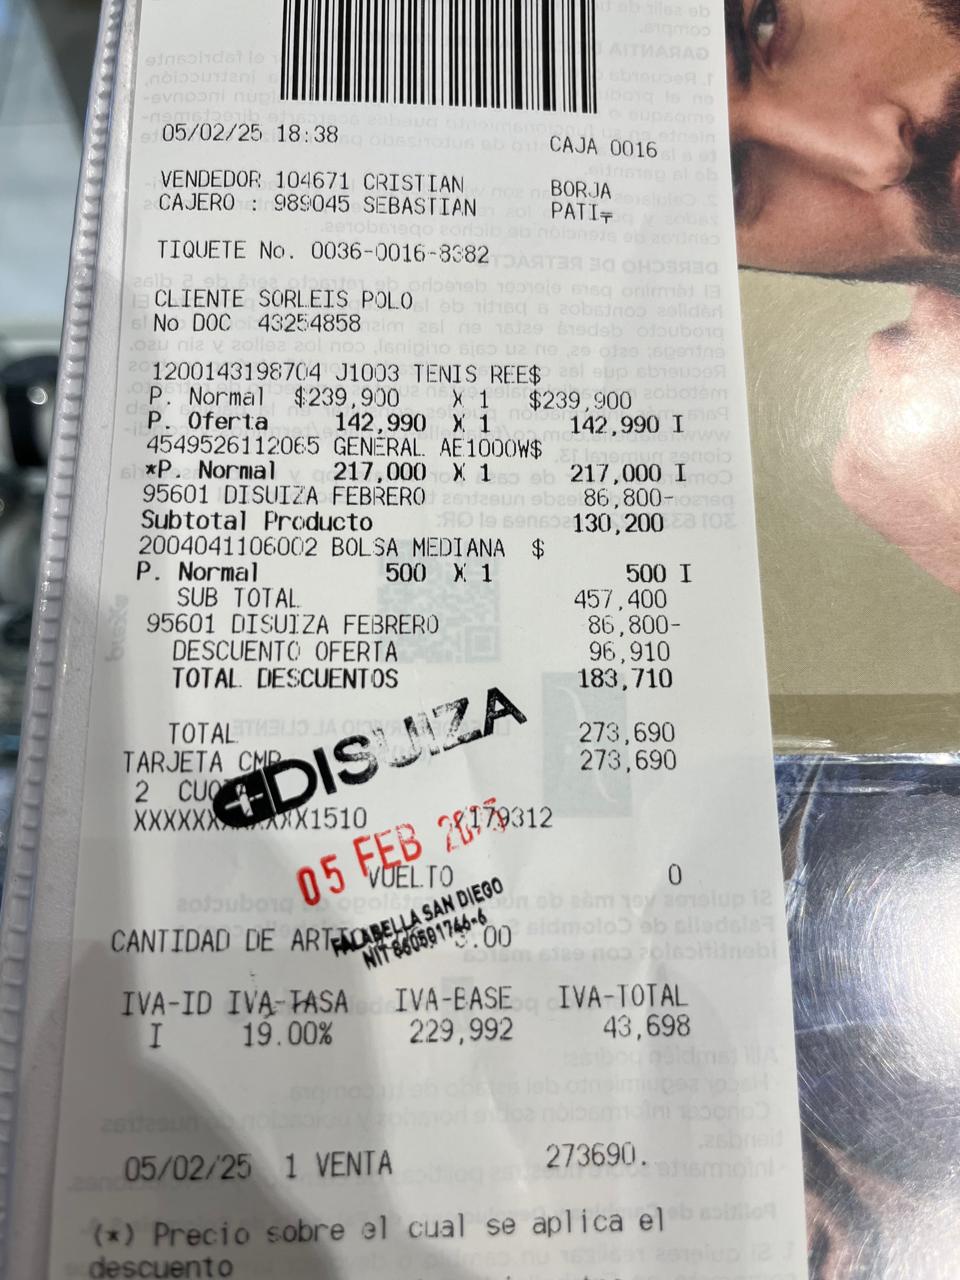 05/02/25 18:38 CAJA 0016
VENDEDOR 104671 CRISTIAN BORJA
CAJERO : 989045 SEBASTIAN PATI
TIQUETE No. 0036-0016-8382
CLIENTE SORLEIS POLO
No DOC 43254858
1200143198704 J1003 TENIS REE$
P. Normal $239,900 X 1 $239,900
P. Oferta 142,990 X 1 142,990 I
4549526112065 GENERAL AE1000W$
*P. Normal 217,000 X 1 217,000 I
95601 DISUIZA FEBRERO 86,800-
Subtotal Producto 130,200
2004041106002 BOLSA MEDIANA $
P. Normal 500 X 1 500 I
SUB TOTAL 457,400
95601 DISUIZA FEBRERO 86,800-
DESCUENTO OFERTA 96,910
TOTAL DESCUENTOS 183,710
TOTAL 273,690
TARJETA CMR 273,690
2
DISUIZA
1510 179312
05 FEB 2025
VUELTO 0
FALABELLA SAN DIEGO
NIT
CANTIDAD DE
IVA-ID IVA-TASA IVA-BASE IVA-TOTAL
I 19.00% 229,992 43,698
05/02/25 1 VENTA 273690.
(*) Precio sobre el cual se aplica el
descuento